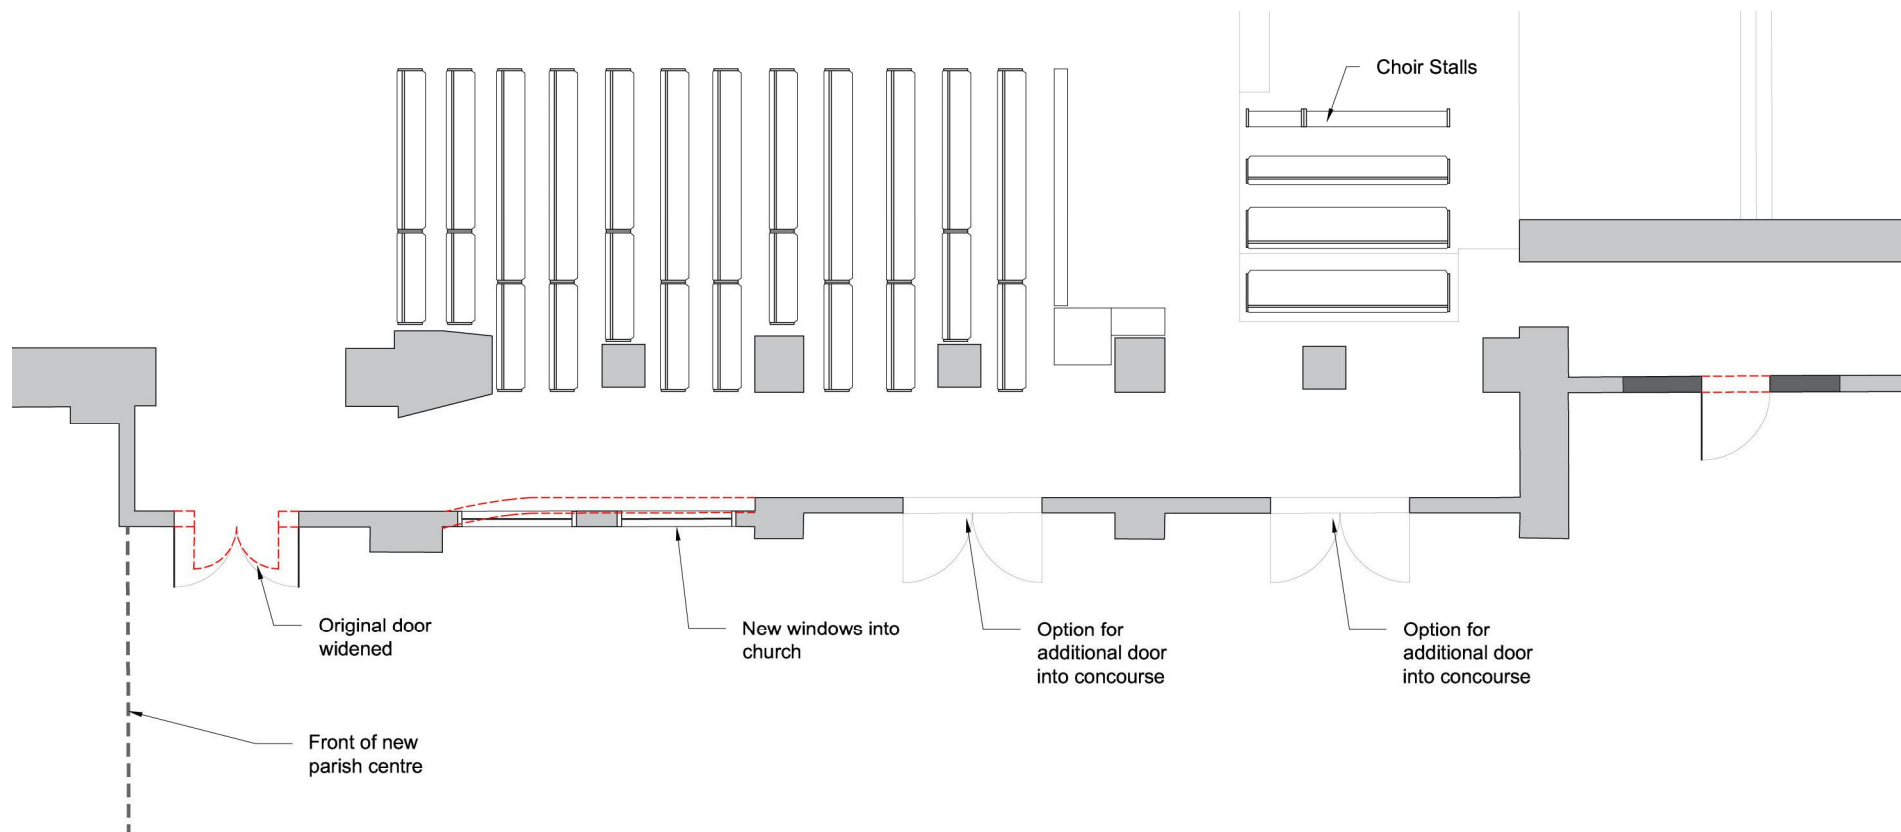 Choir Stalls
Original door
widened
New windows into
church
Option for
additional door
into concourse
Option for
additional door
into concourse
Front of new
parish centre